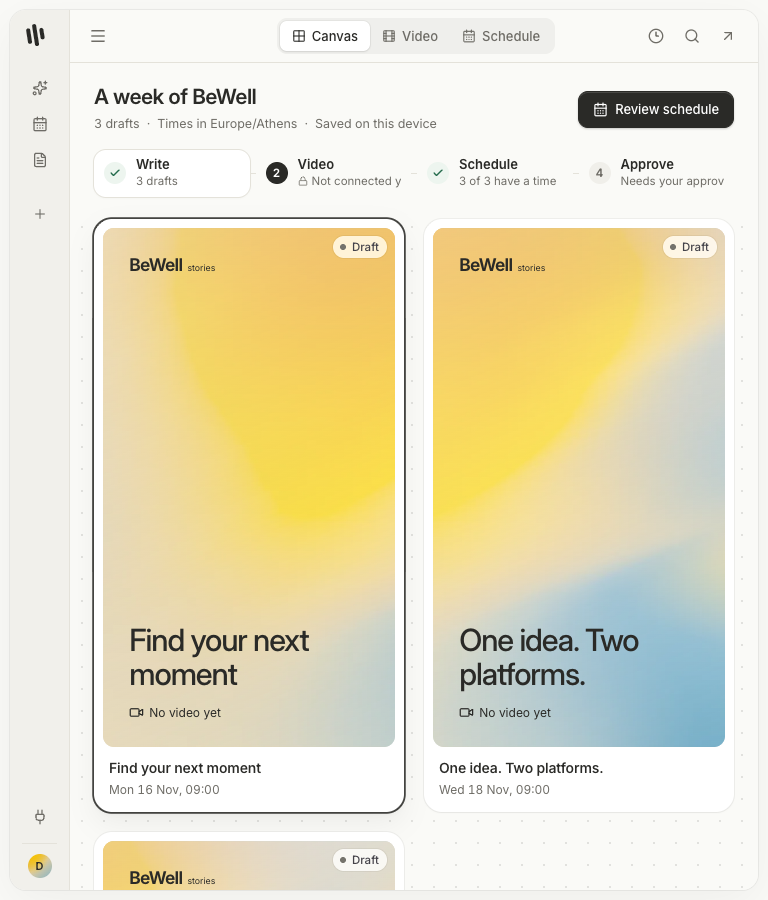 Canvas
Video
Schedule
A week of BeWell
3 drafts · Times in Europe/Athens · Saved on this device
Review schedule
Write
3 drafts
2
Video
Not connected y
Schedule
3 of 3 have a time
4
Approve
Needs your approv
Draft
BeWell stories
Find your next
moment
No video yet
Find your next moment
Mon 16 Nov, 09:00
Draft
BeWell stories
One idea. Two
platforms.
No video yet
One idea. Two platforms.
Wed 18 Nov, 09:00
Draft
BeWell stories
D